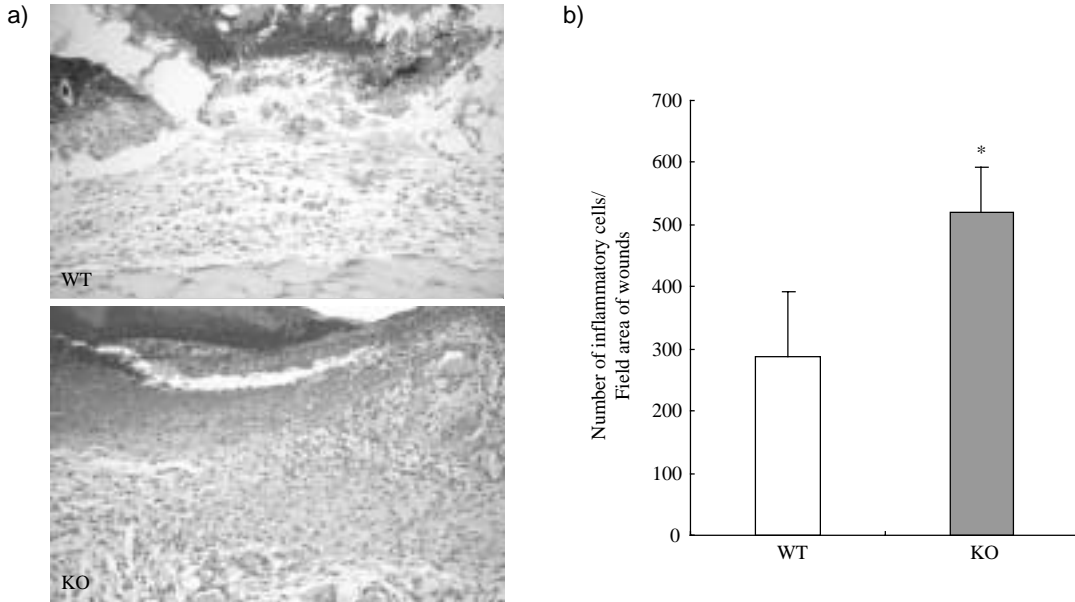 a)
WT
KO
b)
Number of inflammatory cells/
Field area of wounds
700
600
500
400
300
200
100
0
*
WT
KO